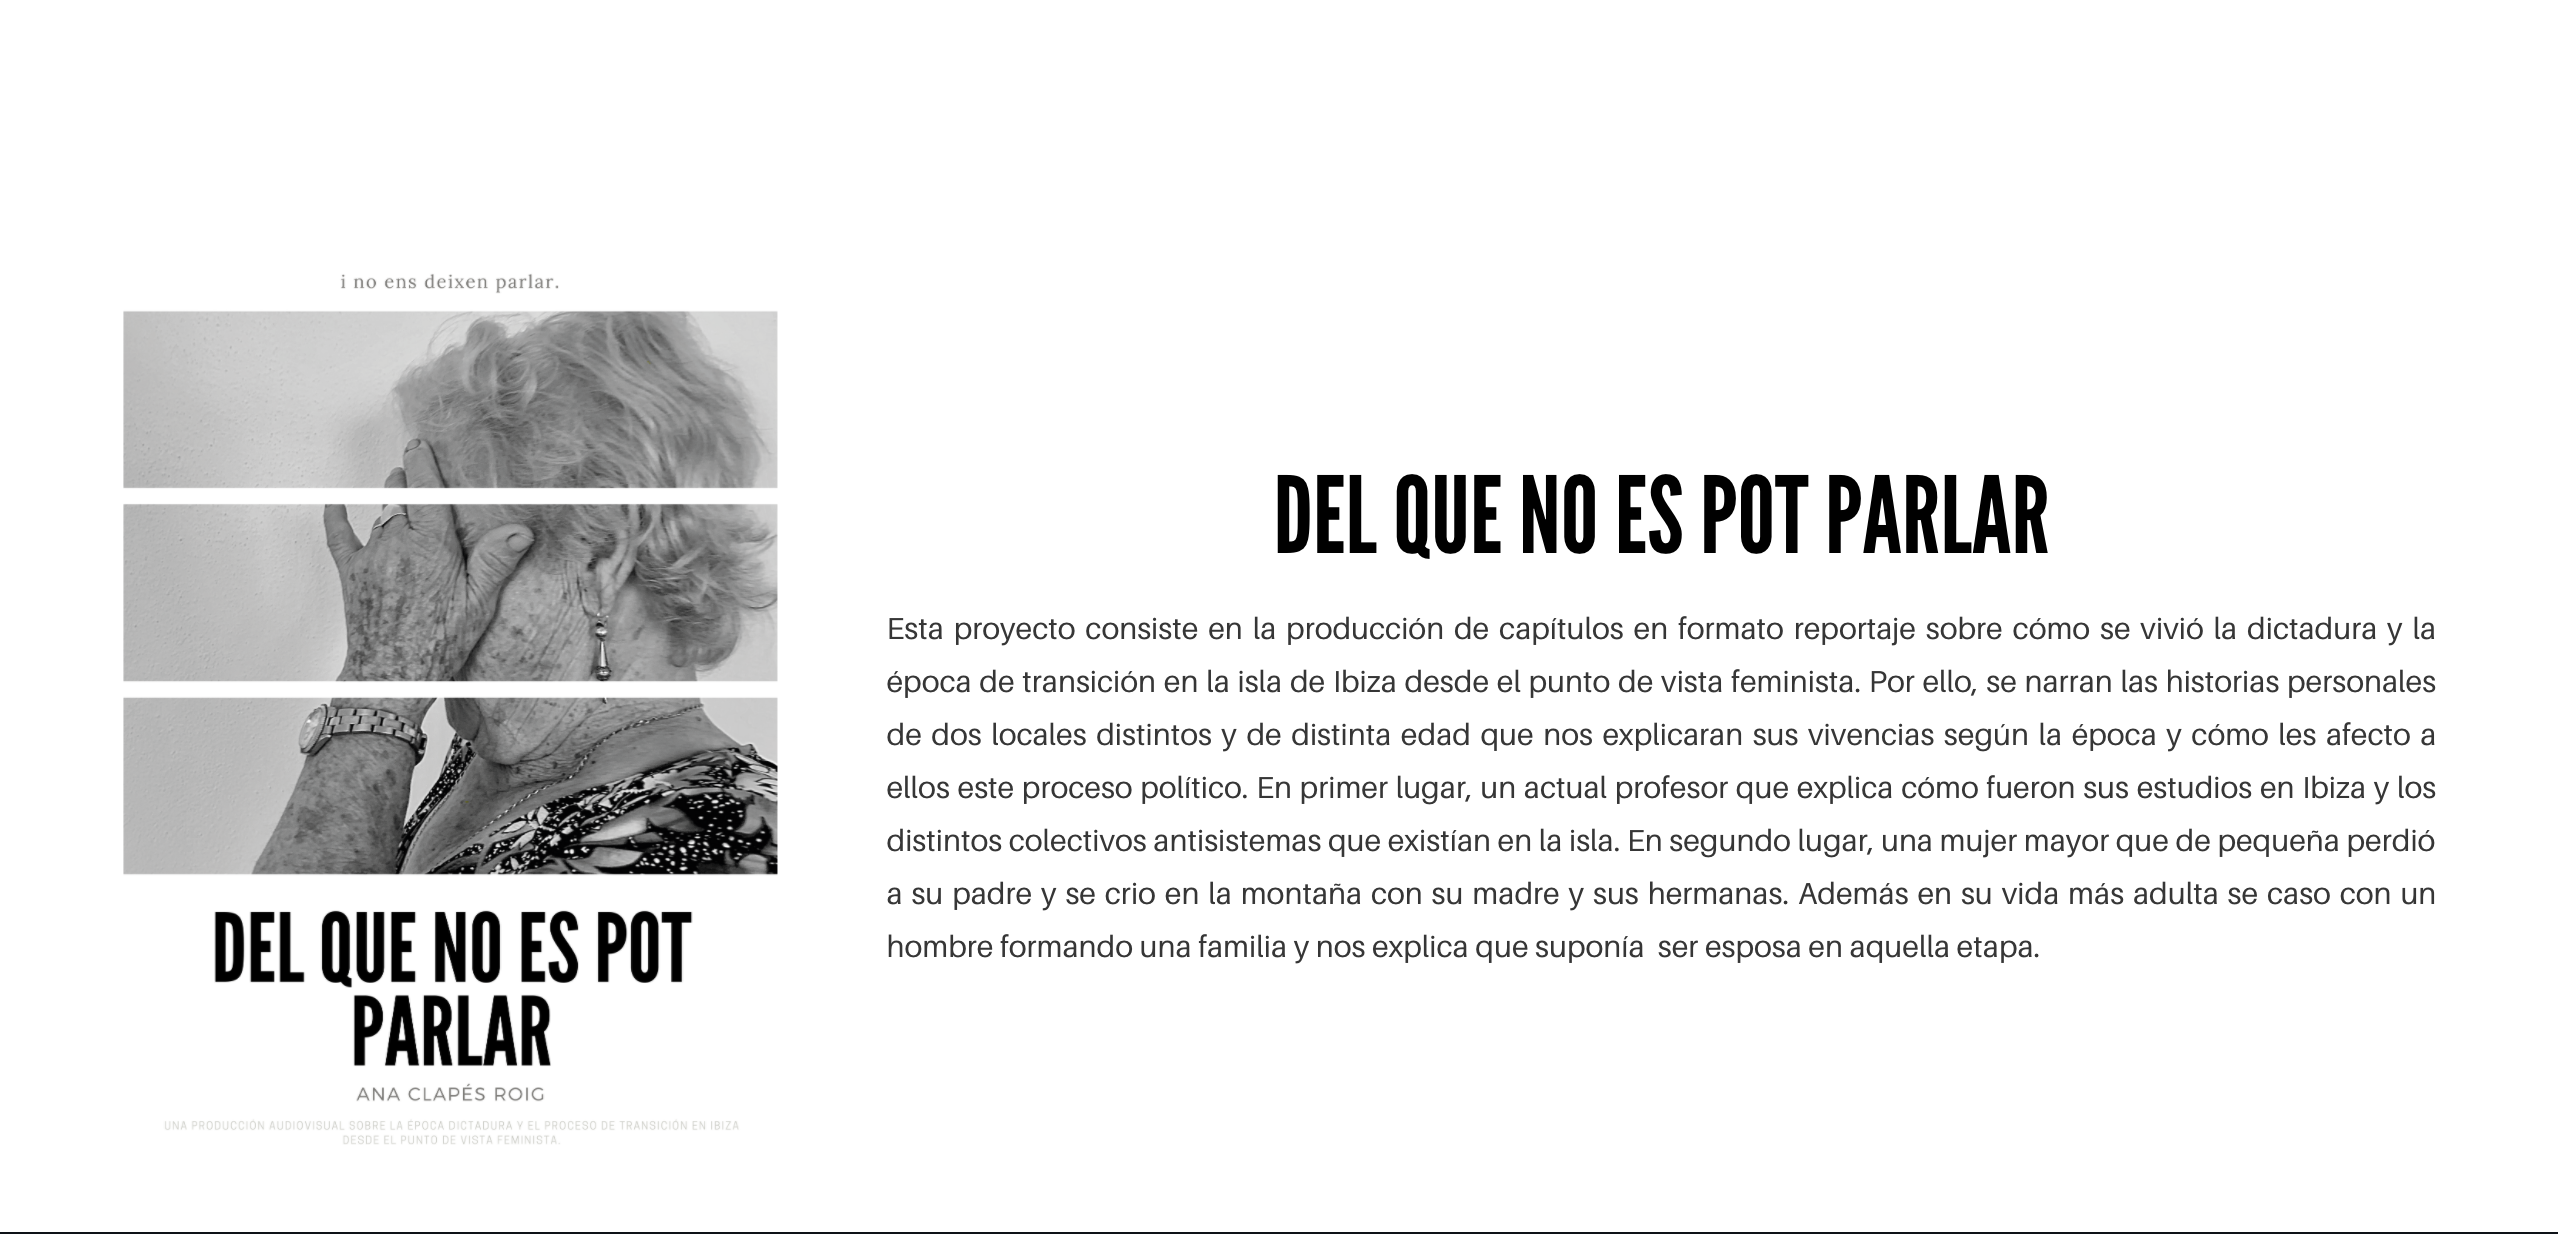 i no ens deixen parlar.
DEL QUE NO ES POT
PARLAR
ANA CLAPÉS ROIG
UNA PRODUCCIÓN AUDIOVISUAL SOBRE LA ÉPOCA DICTADURA Y EL PROCESO DE TRANSICIÓN EN IBIZA
DESDE EL PUNTO DE VISTA FEMINISTA.
DEL QUE NO ES POT PARLAR
Esta proyecto consiste en la producción de capítulos en formato reportaje sobre cómo se vivió la dictadura y la
época de transición en la isla de Ibiza desde el punto de vista feminista. Por ello, se narran las historias personales
de dos locales distintos y de distinta edad que nos explicaran sus vivencias según la época y cómo les afecto a
ellos este proceso político. En primer lugar, un actual profesor que explica cómo fueron sus estudios en Ibiza y los
distintos colectivos antisistemas que existían en la isla. En segundo lugar, una mujer mayor que de pequeña perdió
a su padre y se crio en la montaña con su madre y sus hermanas. Además en su vida más adulta se caso con un
hombre formando una familia y nos explica que suponía  ser esposa en aquella etapa.